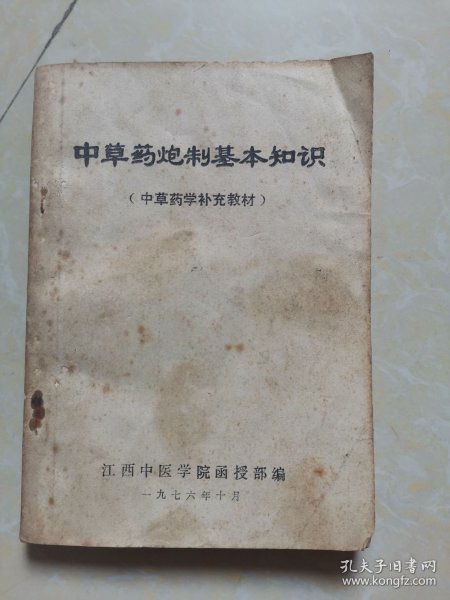 中草药炮制基本知识
（中草药学补充教材）
江西中医学院函授部编
一九七六年十月
孔夫子旧书网
www.kongfz.com